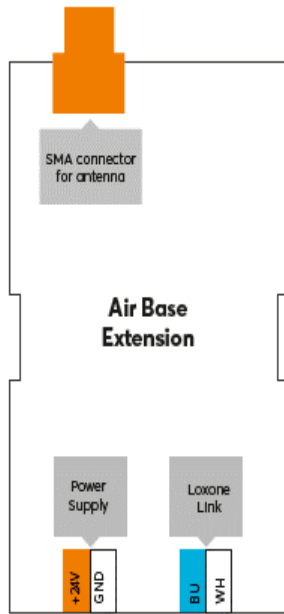 SMA connector
for antenna
Air Base
Extension
Power
Supply
Loxone
Link
+24V
GND
BU
WH